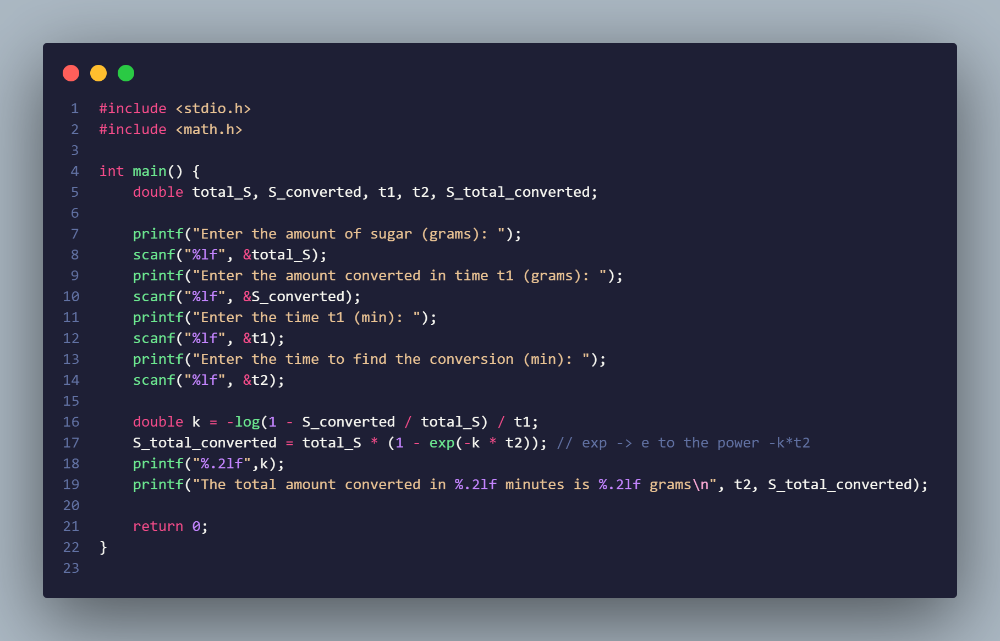 1 #include <stdio.h>
2 #include <math.h>
3
4 int main() {
5     double total_S, S_converted, t1, t2, S_total_converted;
6
7     printf("Enter the amount of sugar (grams): ");
8     scanf("%lf", &total_S);
9     printf("Enter the amount converted in time t1 (grams): ");
10     scanf("%lf", &S_converted);
11     printf("Enter the time t1 (min): ");
12     scanf("%lf", &t1);
13     printf("Enter the time to find the conversion (min): ");
14     scanf("%lf", &t2);
15
16     double k = -log(1 - S_converted / total_S) / t1;
17     S_total_converted = total_S * (1 - exp(-k * t2)); // exp -> e to the power -k*t2
18     printf("%.2lf",k);
19     printf("The total amount converted in %.2lf minutes is %.2lf grams\n", t2, S_total_converted);
20
21     return 0;
22 }
23